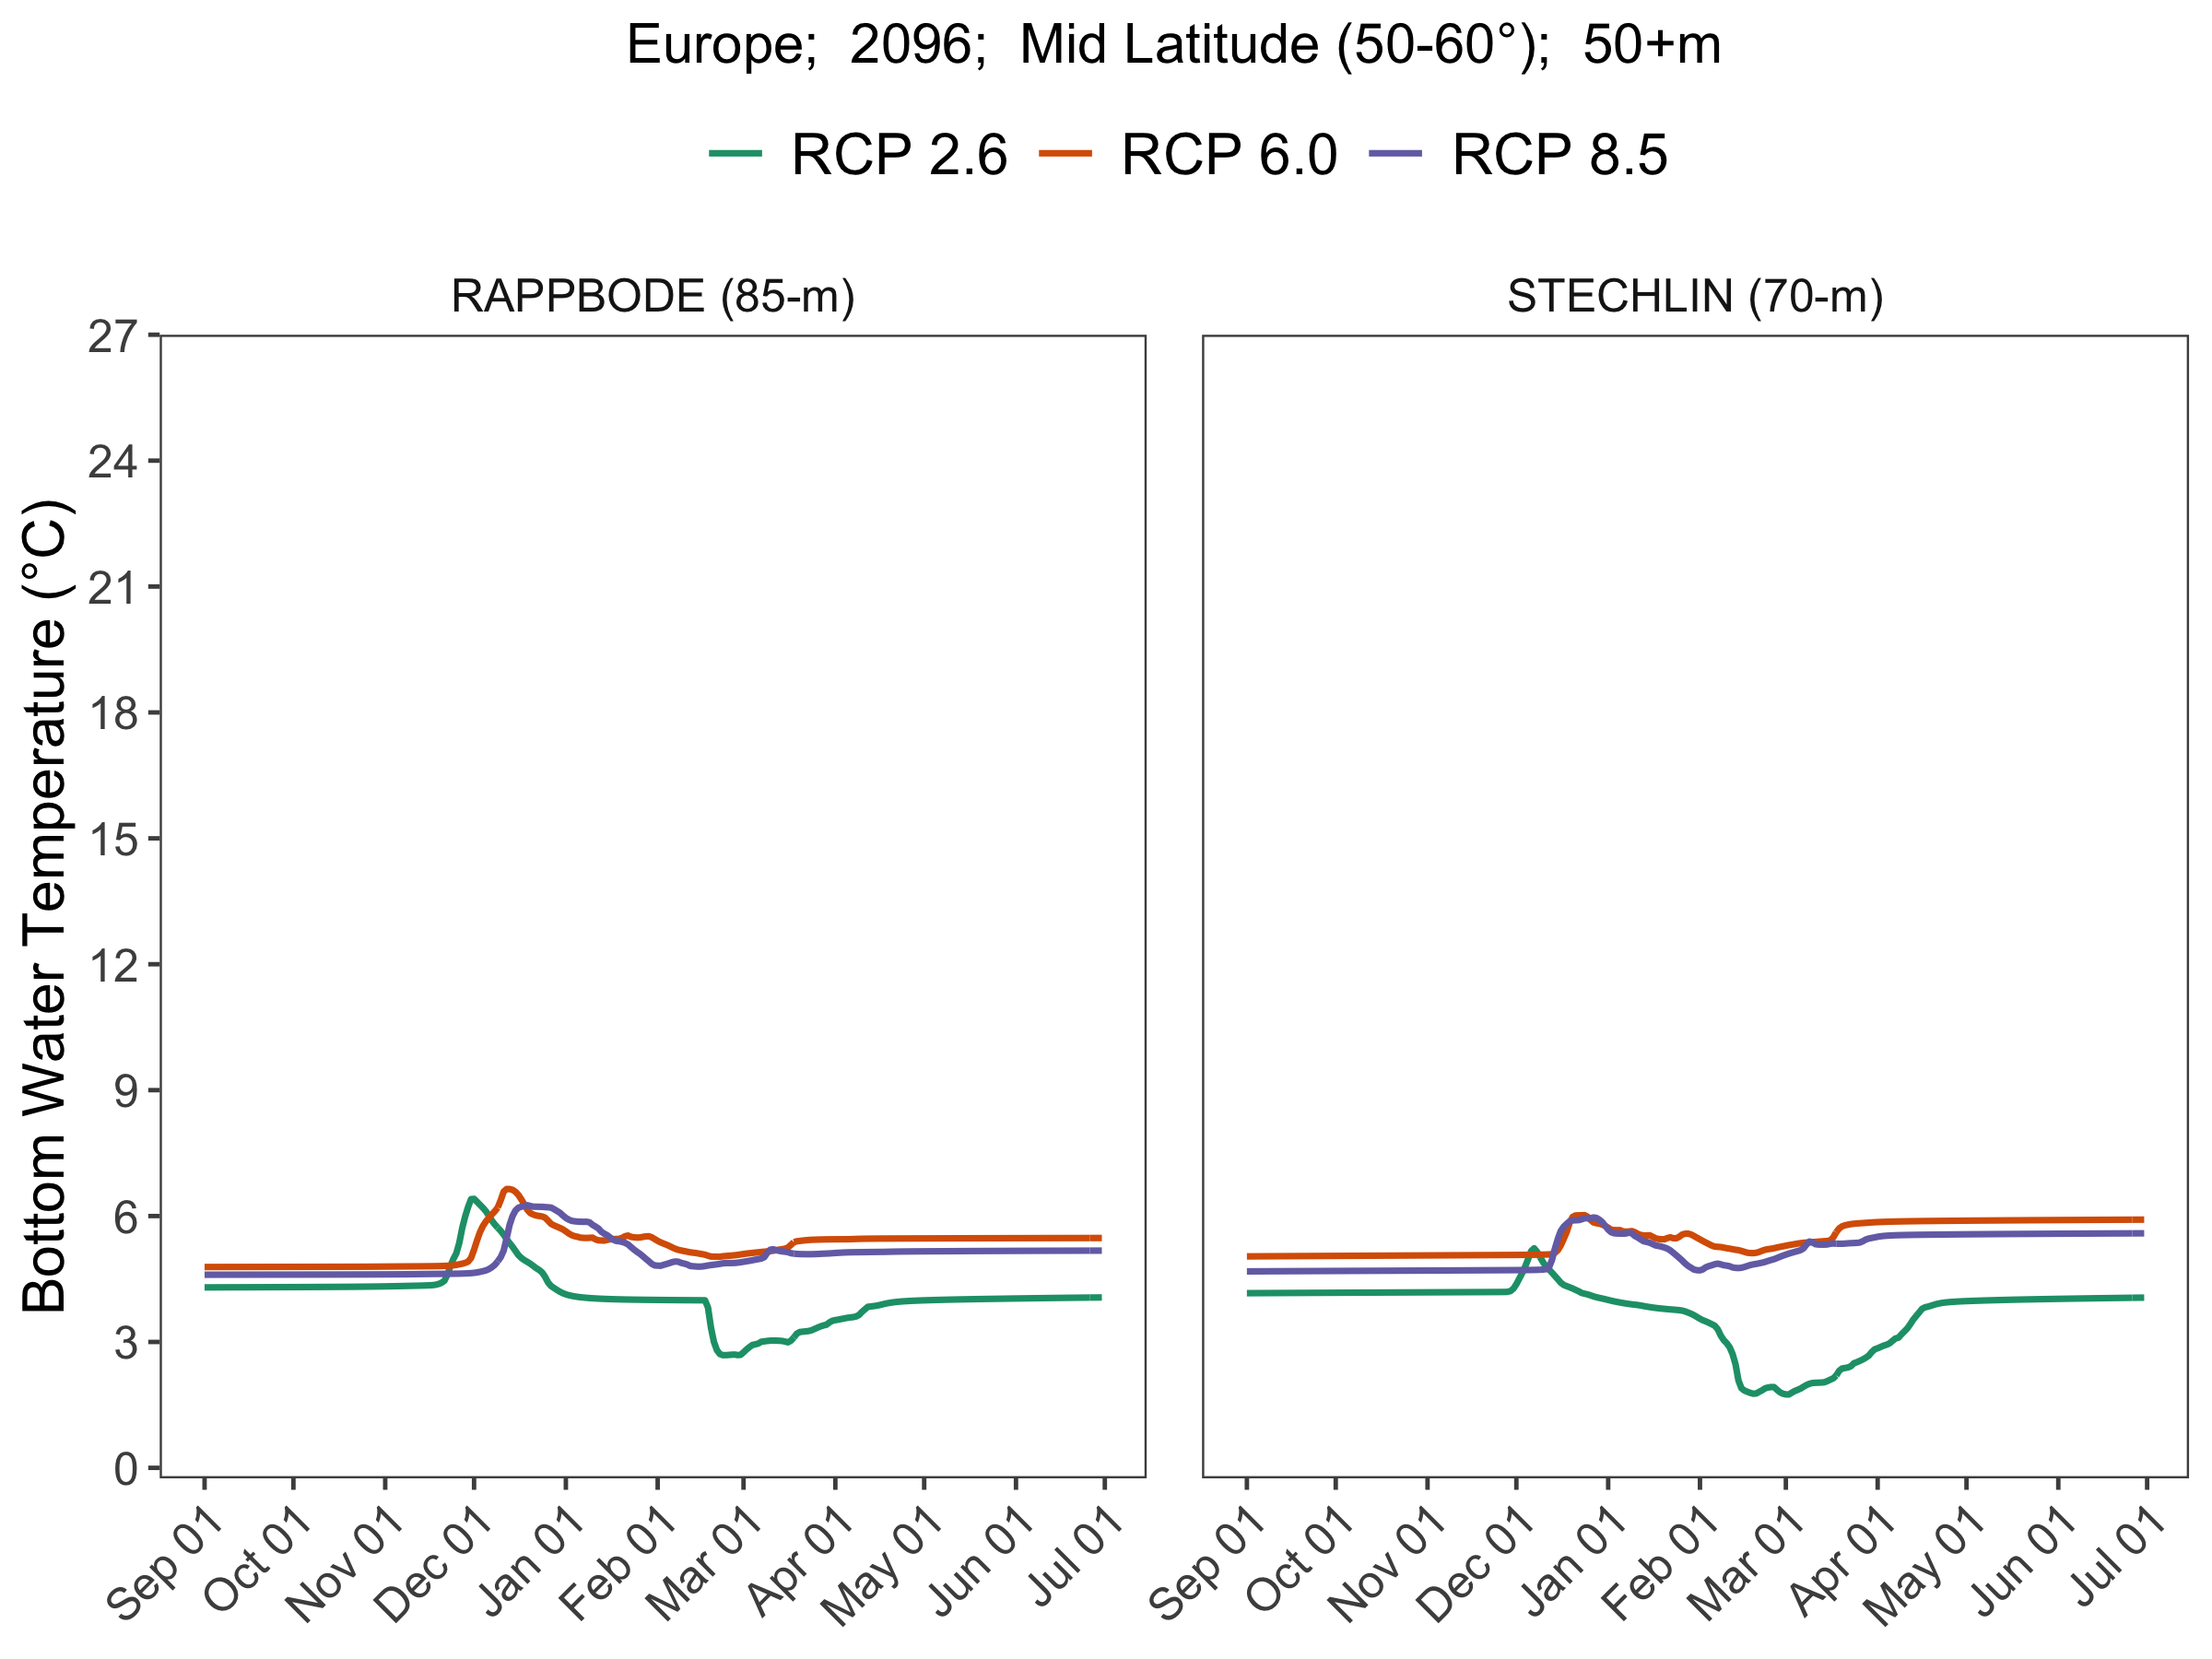 Europe;  2096;  Mid Latitude (50-60°);  50+m
RCP 2.6 RCP 6.0 RCP 8.5
RAPPBODE (85-m) STECHLIN (70-m)
Bottom Water Temperature (°C)
27
24
21
18
15
12
9
6
3
0
Sep 01 Oct 01 Nov 01 Dec 01 Jan 01 Feb 01 Mar 01 Apr 01 May 01 Jun 01 Jul 01
Sep 01 Oct 01 Nov 01 Dec 01 Jan 01 Feb 01 Mar 01 Apr 01 May 01 Jun 01 Jul 01